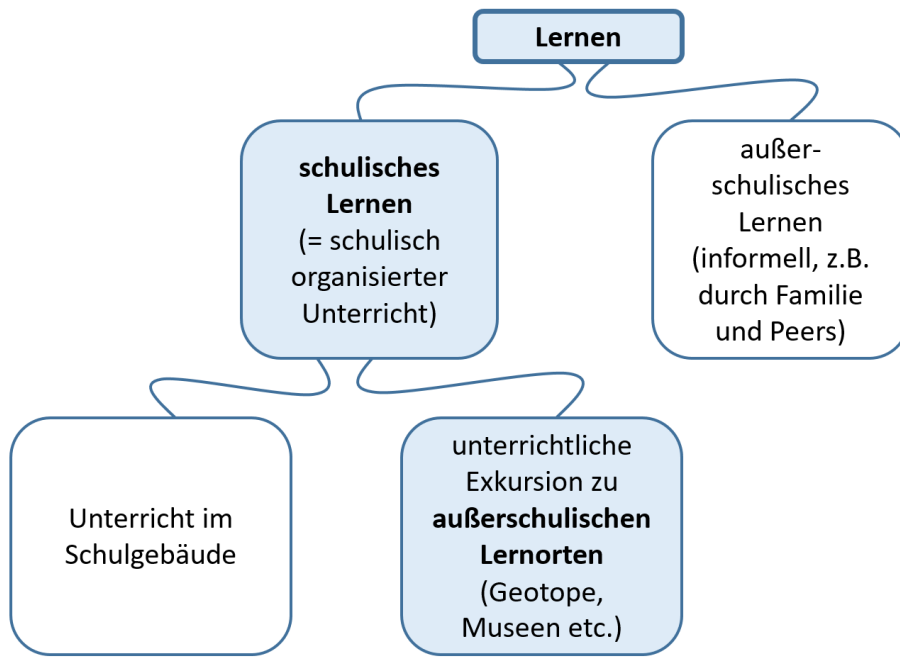 Lernen
schulisches
Lernen
(= schulisch
organisierter
Unterricht)
außer-
schulisches
Lernen
(informell, z.B.
durch Familie
und Peers)
Unterricht im
Schulgebäude
unterrichtliche
Exkursion zu
außerschulischen
Lernorten
(Geotope,
Museen etc.)